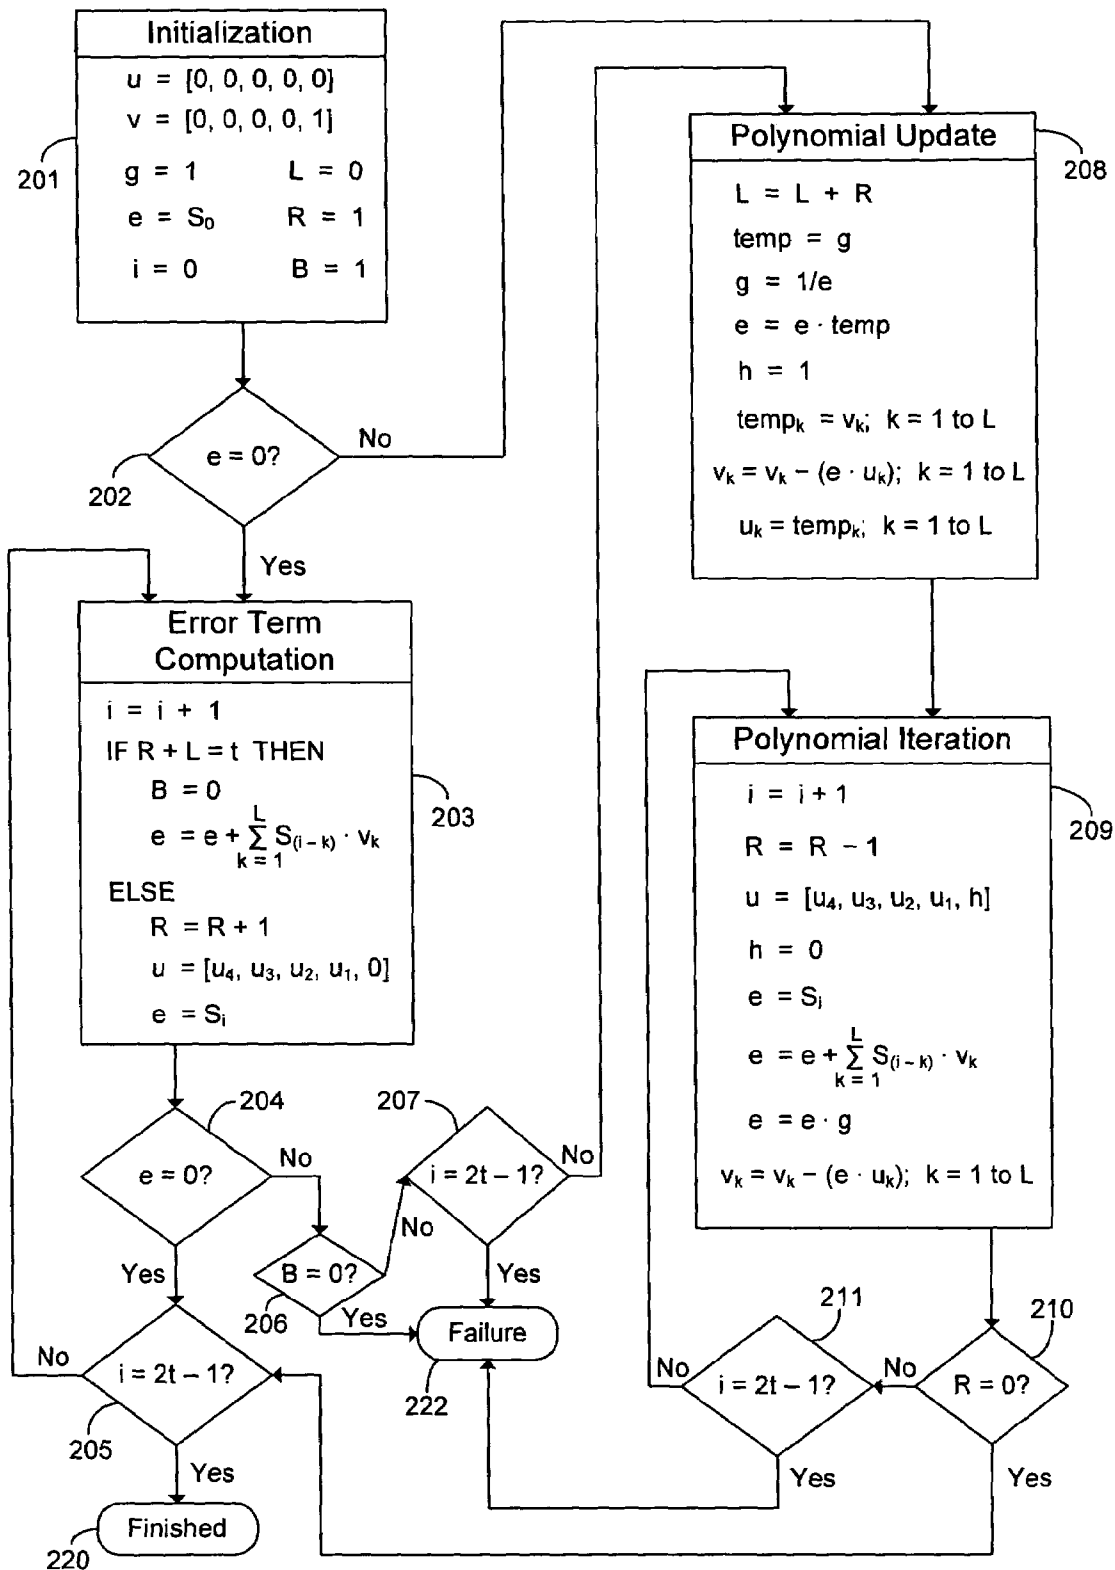 Initialization
u = [0, 0, 0, 0, 0]
v = [0, 0, 0, 0, 1]
g = 1 L = 0
e = S₀ R = 1
i = 0 B = 1
201
e = 0?
202
No
Yes
Error Term
Computation
i = i + 1
IF R + L = t THEN
B = 0
e = e + Σ S₍ᵢ ₋ ₖ₎ · vₖ
L
k = 1
ELSE
R = R + 1
u = [u₄, u₃, u₂, u₁, 0]
e = Sᵢ
203
204
e = 0?
No
Yes
B = 0?
206
No
Yes
207
i = 2t – 1?
No
Yes
Failure
222
i = 2t – 1?
No
205
Yes
Finished
220
Polynomial Update
208
L = L + R
temp = g
g = 1/e
e = e · temp
h = 1
tempₖ = vₖ; k = 1 to L
vₖ = vₖ – (e · uₖ); k = 1 to L
uₖ = tempₖ; k = 1 to L
Polynomial Iteration
209
i = i + 1
R = R – 1
u = [u₄, u₃, u₂, u₁, h]
h = 0
e = Sᵢ
e = e + Σ S₍ᵢ ₋ ₖ₎ · vₖ
L
k = 1
e = e · g
vₖ = vₖ – (e · uₖ); k = 1 to L
211
210
No
i = 2t – 1?
No
R = 0?
Yes
Yes